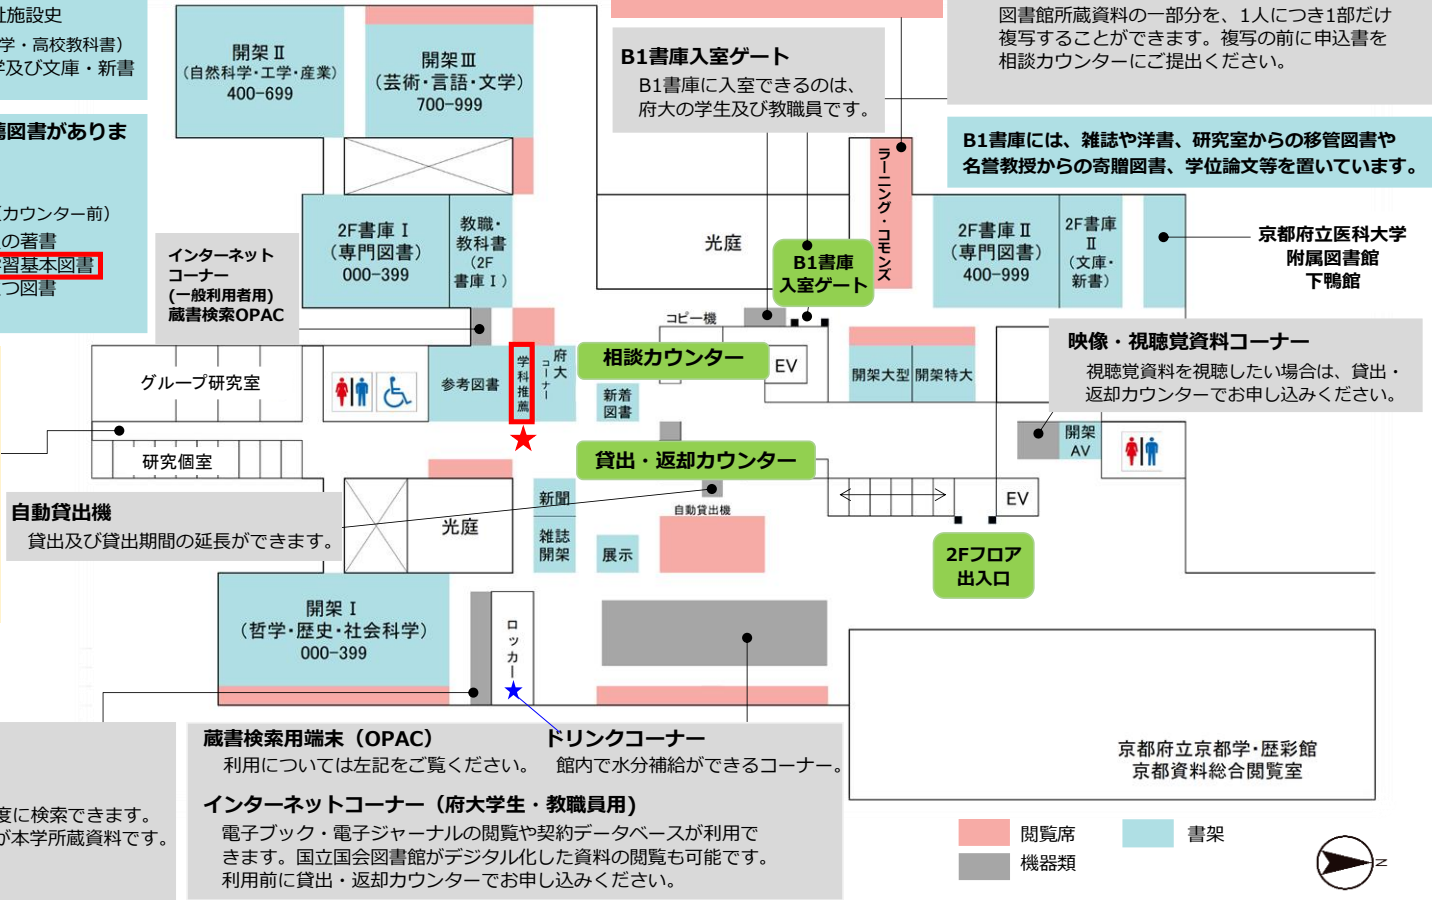 止施設史
学・高校教科書）
学及び文庫・新書
薦図書がありま
（カウンター前）
の著書
学習基本図書
つ図書
図書館所蔵資料の一部分を、1人につき1部だけ
複写することができます。複写の前に申込書を
相談カウンターにご提出ください。
B1書庫入室ゲート
B1書庫に入室できるのは、
府大の学生及び教職員です。
B1書庫には、雑誌や洋書、研究室からの移管図書や
名誉教授からの寄贈図書、学位論文等を置いています。
開架Ⅱ
（自然科学・工学・産業）
400-699
開架Ⅲ
（芸術・言語・文学）
700-999
ラーニング・コモンズ
2F書庫Ⅰ
（専門図書）
000-399
教職・
教科書
（2F
書庫Ⅰ）
光庭
B1書庫
入室ゲート
2F書庫Ⅱ
（専門図書）
400-999
2F書庫
Ⅱ
（文庫・
新書）
京都府立医科大学
附属図書館
下鴨館
インターネット
コーナー
(一般利用者用)
蔵書検索OPAC
コピー機
相談カウンター
EV
開架大型
開架特大
映像・視聴覚資料コーナー
視聴覚資料を視聴したい場合は、貸出・
返却カウンターでお申し込みください。
グループ研究室
参考図書
学科推薦
府大
コーナー
新着
図書
開架
AV
研究個室
貸出・返却カウンター
自動貸出機
貸出及び貸出期間の延長ができます。
光庭
新聞
雑誌
開架
展示
自動貸出機
EV
2Fフロア
出入口
開架Ⅰ
（哲学・歴史・社会科学）
000-399
ロッカー
蔵書検索用端末（OPAC）
利用については左記をご覧ください。
ドリンクコーナー
館内で水分補給ができるコーナー。
インターネットコーナー（府大学生・教職員用)
電子ブック・電子ジャーナルの閲覧や契約データベースが利用で
きます。国立国会図書館がデジタル化した資料の閲覧も可能です。
利用前に貸出・返却カウンターでお申し込みください。
度に検索できます。
が本学所蔵資料です。
京都府立京都学・歴彩館
京都資料総合閲覧室
閲覧席
書架
機器類
N